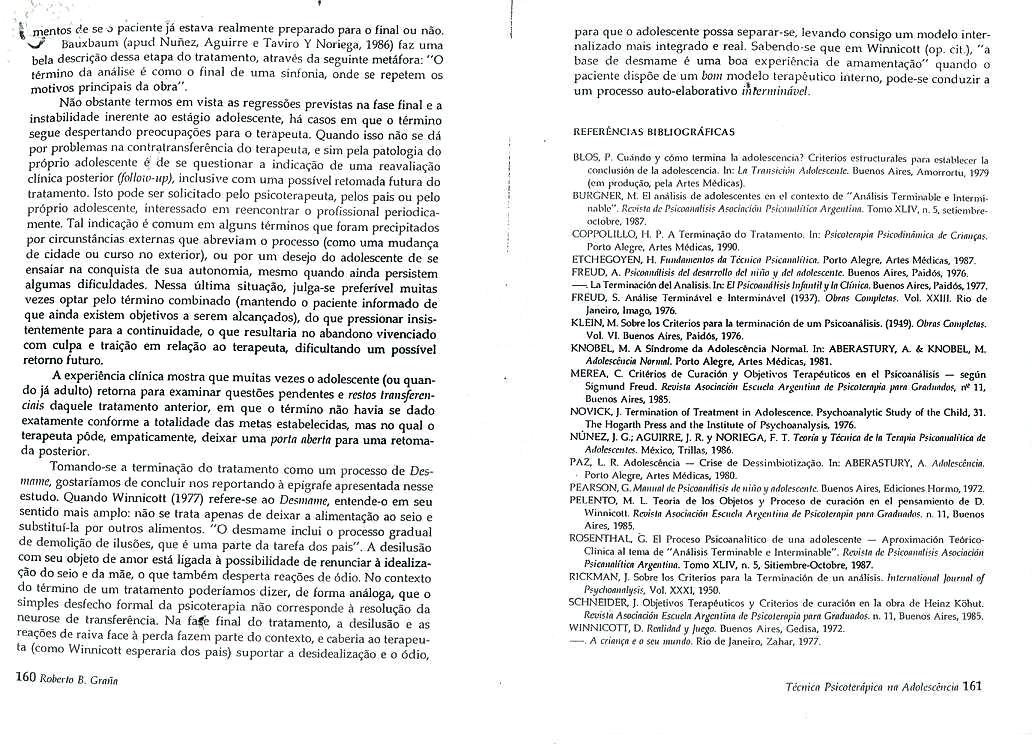 mentos de se o paciente já estava realmente preparado para o final ou não.
Bauxbaum (apud Nuñez, Aguirre e Taviro Y Noriega, 1986) faz uma
bela descrição dessa etapa do tratamento, através da seguinte metáfora: "O
término da análise é como o final de uma sinfonia, onde se repetem os
motivos principais da obra".
Não obstante termos em vista as regressões previstas na fase final e a
instabilidade inerente ao estágio adolescente, há casos em que o término
segue despertando preocupações para o terapeuta. Quando isso não se dá
por problemas na contratransferência do terapeuta, e sim pela patologia do
próprio adolescente é de se questionar a indicação de uma reavaliação
clínica posterior (follow-up), inclusive com uma possível retomada futura do
tratamento. Isto pode ser solicitado pelo psicoterapeuta, pelos pais ou pelo
próprio adolescente, interessado em reencontrar o profissional periodica-
mente. Tal indicação é comum em alguns términos que foram precipitados
por circunstâncias externas que abreviam o processo (como uma mudança
de cidade ou curso no exterior), ou por um desejo do adolescente de se
ensaiar na conquista de sua autonomia, mesmo quando ainda persistem
algumas dificuldades. Nessa última situação, julga-se preferível muitas
vezes optar pelo término combinado (mantendo o paciente informado de
que ainda existem objetivos a serem alcançados), do que pressionar insis-
tentemente para a continuidade, o que resultaria no abandono vivenciado
com culpa e traição em relação ao terapeuta, dificultando um possível
retorno futuro.
A experiência clínica mostra que muitas vezes o adolescente (ou quan-
do já adulto) retorna para examinar questões pendentes e restos transferen-
ciais daquele tratamento anterior, em que o término não havia se dado
exatamente conforme a totalidade das metas estabelecidas, mas no qual o
terapeuta pôde, empaticamente, deixar uma porta aberta para uma retoma-
da posterior.
Tomando-se a terminação do tratamento como um processo de Des-
mame, gostaríamos de concluir nos reportando à epígrafe apresentada nesse
estudo. Quando Winnicott (1977) refere-se ao Desmame, entende-o em seu
sentido mais amplo: não se trata apenas de deixar a alimentação ao seio e
substituí-la por outros alimentos. "O desmame inclui o processo gradual
de demolição de ilusões, que é uma parte da tarefa dos pais". A desilusão
com seu objeto de amor está ligada à possibilidade de renunciar à idealiza-
ção do seio e da mãe, o que também desperta reações de ódio. No contexto
do término de um tratamento poderíamos dizer, de forma análoga, que o
simples desfecho formal da psicoterapia não corresponde à resolução da
neurose de transferência. Na fase final do tratamento, a desilusão e as
reações de raiva face à perda fazem parte do contexto, e caberia ao terapeu-
ta (como Winnicott esperaria dos pais) suportar a desidealização e o ódio,
160 Roberto B. Graña
para que o adolescente possa separar-se, levando consigo um modelo inter-
nalizado mais integrado e real. Sabendo-se que em Winnicott (op. cit.), "a
base de desmame é uma boa experiência de amamentação" quando o
paciente dispõe de um bom modelo terapêutico interno, pode-se conduzir a
um processo auto-elaborativo interminável.
REFERÊNCIAS BIBLIOGRÁFICAS
BLOS, P. Cuándo y cómo termina la adolescencia? Criterios estructurales para establecer la
conclusión de la adolescencia. In: La Transición Adolescente. Buenos Aires, Amorrortu, 1979
(em produção, pela Artes Médicas).
BURGNER, M. El análisis de adolescentes en el contexto de "Análisis Terminable e Intermi-
nable". Revista de Psicoanalisis Asociación Psicanalítica Argentina. Tomo XLIV, n. 5, setiembre-
octubre, 1987.
COPPOLILLO, H. P. A Terminação do Tratamento. In: Psicoterapia Psicodinâmica de Crianças.
Porto Alegre, Artes Médicas, 1990.
ETCHEGOYEN, H. Fundamentos da Técnica Psicanalítica. Porto Alegre, Artes Médicas, 1987.
FREUD, A. Psicoanálisis del desarrollo del niño y del adolescente. Buenos Aires, Paidós, 1976.
——. La Terminación del Analisis. In: El Psicoanálisis Infantil y la Clínica. Buenos Aires, Paidós, 1977.
FREUD, S. Análise Terminável e Interminável (1937). Obras Completas. Vol. XXIII. Rio de
Janeiro, Imago, 1976.
KLEIN, M. Sobre los Criterios para la terminación de um Psicoanálisis. (1949). Obras Completas.
Vol. VI. Buenos Aires, Paidós, 1976.
KNOBEL, M. A Síndrome da Adolescência Normal. In: ABERASTURY, A. & KNOBEL, M.
Adolescência Normal. Porto Alegre, Artes Médicas, 1981.
MEREA, C. Critérios de Curación y Objetivos Terapéuticos en el Psicoanálisis — según
Sigmund Freud. Revista Asociación Escuela Argentina de Psicoterapia para Graduados, nº 11,
Buenos Aires, 1985.
NOVICK, J. Termination of Treatment in Adolescence. Psychoanalytic Study of the Child, 31.
The Hogarth Press and the Institute of Psychoanalysis, 1976.
NÚNEZ, J. G.; AGUIRRE, J. R. y NORIEGA, F. T. Teoría y Técnica de la Terapia Psicoanalítica de
Adolescentes. México, Trillas, 1986.
PAZ, L. R. Adolescência — Crise de Dessimbiotização. In: ABERASTURY, A. Adolescência.
Porto Alegre, Artes Médicas, 1980.
PEARSON, G. Manual de Psicoanálisis de niño y adolescente. Buenos Aires, Ediciones Hormo, 1972.
PELENTO, M. L. Teoria de los Objetos y Proceso de curación en el pensamiento de D.
Winnicott. Revista Asociación Escuela Argentina de Psicoterapia para Graduados. n. 11, Buenos
Aires, 1985.
ROSENTHAL, G. El Proceso Psicoanalítico de una adolescente — Aproximación Teórico-
Clinica al tema de "Análisis Terminable e Interminable". Revista de Psicoanalisis Asociación
Psicanalítica Argentina. Tomo XLIV, n. 5, Sitiembre-Octobre, 1987.
RICKMAN, J. Sobre los Criterios para la Terminación de un análisis. International Journal of
Psychoanalysis, Vol. XXXI, 1950.
SCHNEIDER, J. Objetivos Terapéuticos y Criterios de curación en la obra de Heinz Köhut.
Revista Asociación Escuela Argentina de Psicoterapia para Graduados. n. 11, Buenos Aires, 1985.
WINNICOTT, D. Realidad y Juego. Buenos Aires, Gedisa, 1972.
——. A criança e o seu mundo. Rio de Janeiro, Zahar, 1977.
Técnica Psicoterápica na Adolescência 161